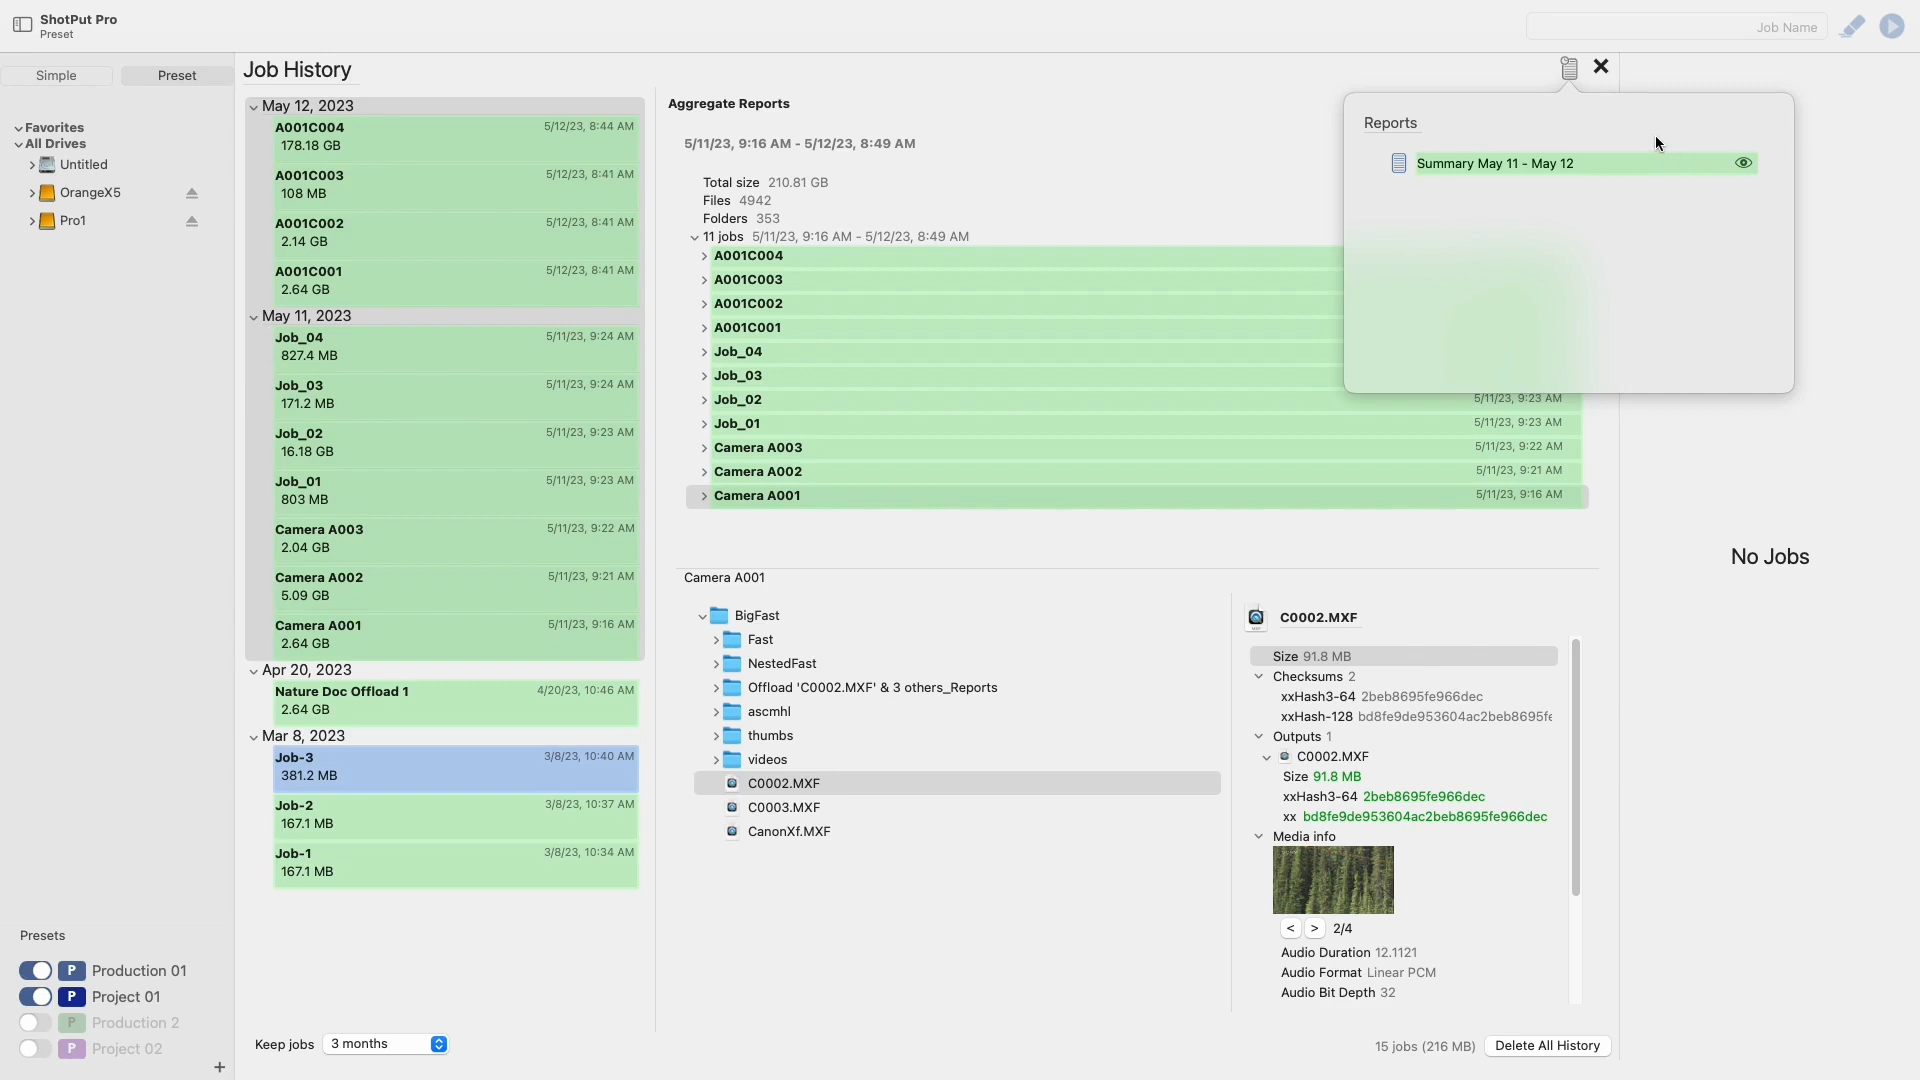 ShotPut Pro
Preset
Job Name
Simple
Preset
Favorites
All Drives
Untitled
OrangeX5
Pro1
Presets
P Production 01
P Project 01
P Production 2
P Project 02
+
Job History
May 12, 2023
A001C004 5/12/23, 8:44 AM
178.18 GB
A001C003 5/12/23, 8:41 AM
108 MB
A001C002 5/12/23, 8:41 AM
2.14 GB
A001C001 5/12/23, 8:41 AM
2.64 GB
May 11, 2023
Job_04 5/11/23, 9:24 AM
827.4 MB
Job_03 5/11/23, 9:24 AM
171.2 MB
Job_02 5/11/23, 9:23 AM
16.18 GB
Job_01 5/11/23, 9:23 AM
803 MB
Camera A003 5/11/23, 9:22 AM
2.04 GB
Camera A002 5/11/23, 9:21 AM
5.09 GB
Camera A001 5/11/23, 9:16 AM
2.64 GB
Apr 20, 2023
Nature Doc Offload 1 4/20/23, 10:46 AM
2.64 GB
Mar 8, 2023
Job-3 3/8/23, 10:40 AM
381.2 MB
Job-2 3/8/23, 10:37 AM
167.1 MB
Job-1 3/8/23, 10:34 AM
167.1 MB
Keep jobs 3 months
Aggregate Reports
5/11/23, 9:16 AM - 5/12/23, 8:49 AM
Total size 210.81 GB
Files 4942
Folders 353
11 jobs 5/11/23, 9:16 AM - 5/12/23, 8:49 AM
A001C004
A001C003
A001C002
A001C001
Job_04
Job_03
Job_02 5/11/23, 9:23 AM
Job_01 5/11/23, 9:23 AM
Camera A003 5/11/23, 9:22 AM
Camera A002 5/11/23, 9:21 AM
Camera A001 5/11/23, 9:16 AM
Reports
Summary May 11 - May 12
Camera A001
BigFast
Fast
NestedFast
Offload 'C0002.MXF' & 3 others_Reports
ascmhl
thumbs
videos
C0002.MXF
C0003.MXF
CanonXf.MXF
C0002.MXF
Size 91.8 MB
Checksums 2
xxHash3-64 2beb8695fe966dec
xxHash-128 bd8fe9de953604ac2beb8695fe
Outputs 1
C0002.MXF
Size 91.8 MB
xxHash3-64 2beb8695fe966dec
xx bd8fe9de953604ac2beb8695fe966dec
Media info
< > 2/4
Audio Duration 12.1121
Audio Format Linear PCM
Audio Bit Depth 32
15 jobs (216 MB) Delete All History
No Jobs